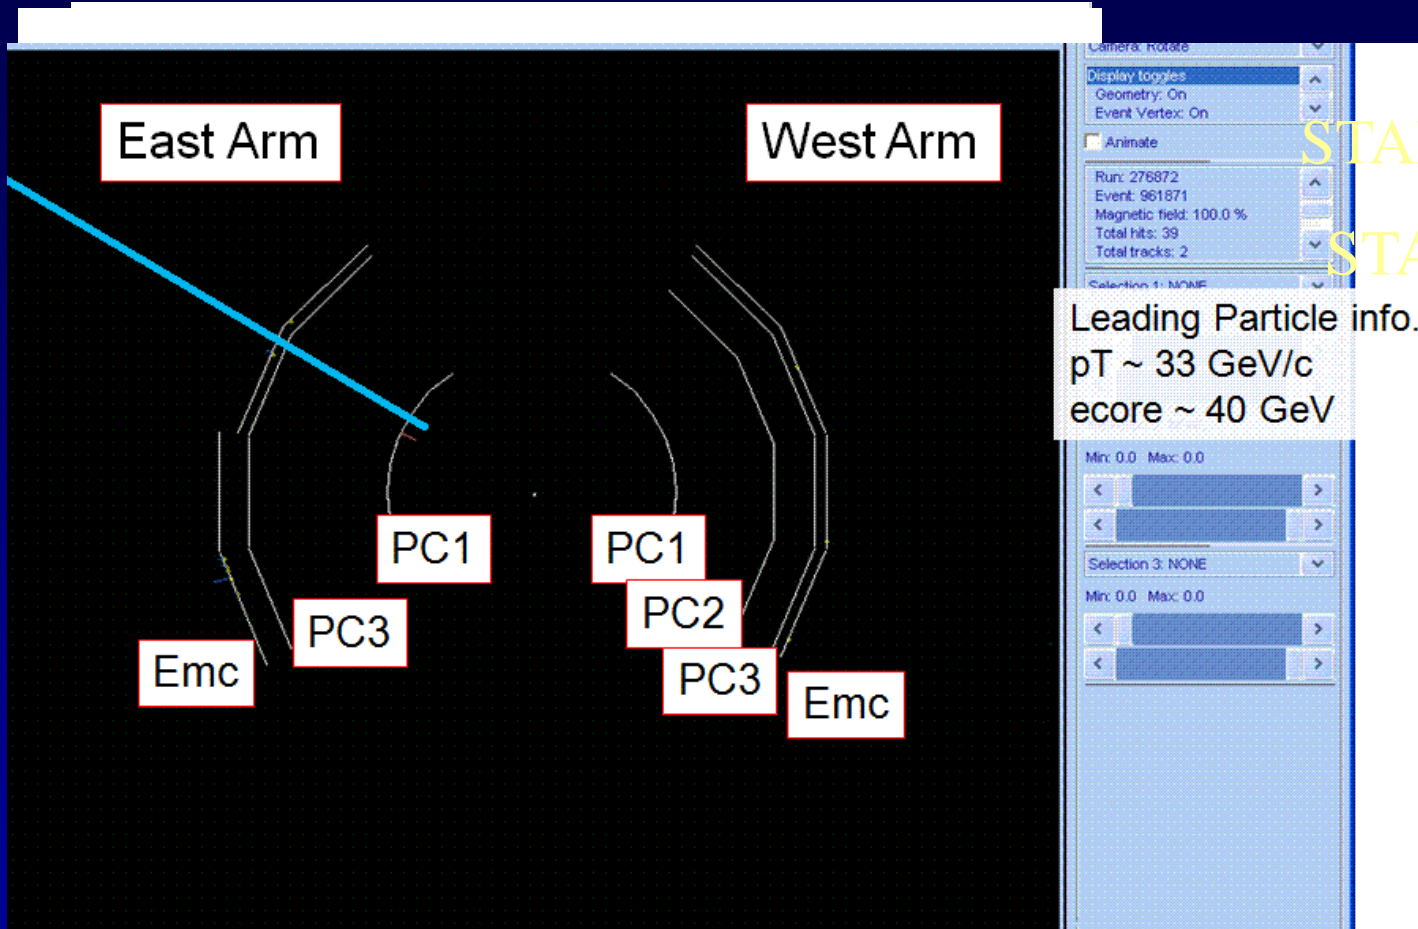 Camera: Rotate
Display toggles
Geometry: On
Event Vertex: On
Animate
Run: 276872
Event: 961871
Magnetic field: 100.0 %
Total hits: 39
Total tracks: 2
Selection 1: NONE
STA
STA
East Arm
West Arm
Leading Particle info.
pT ~ 33 GeV/c
ecore ~ 40 GeV
Min: 0.0 Max: 0.0
PC1
PC1
Selection 3: NONE
Min: 0.0 Max: 0.0
PC2
PC3
PC3
Emc
Emc